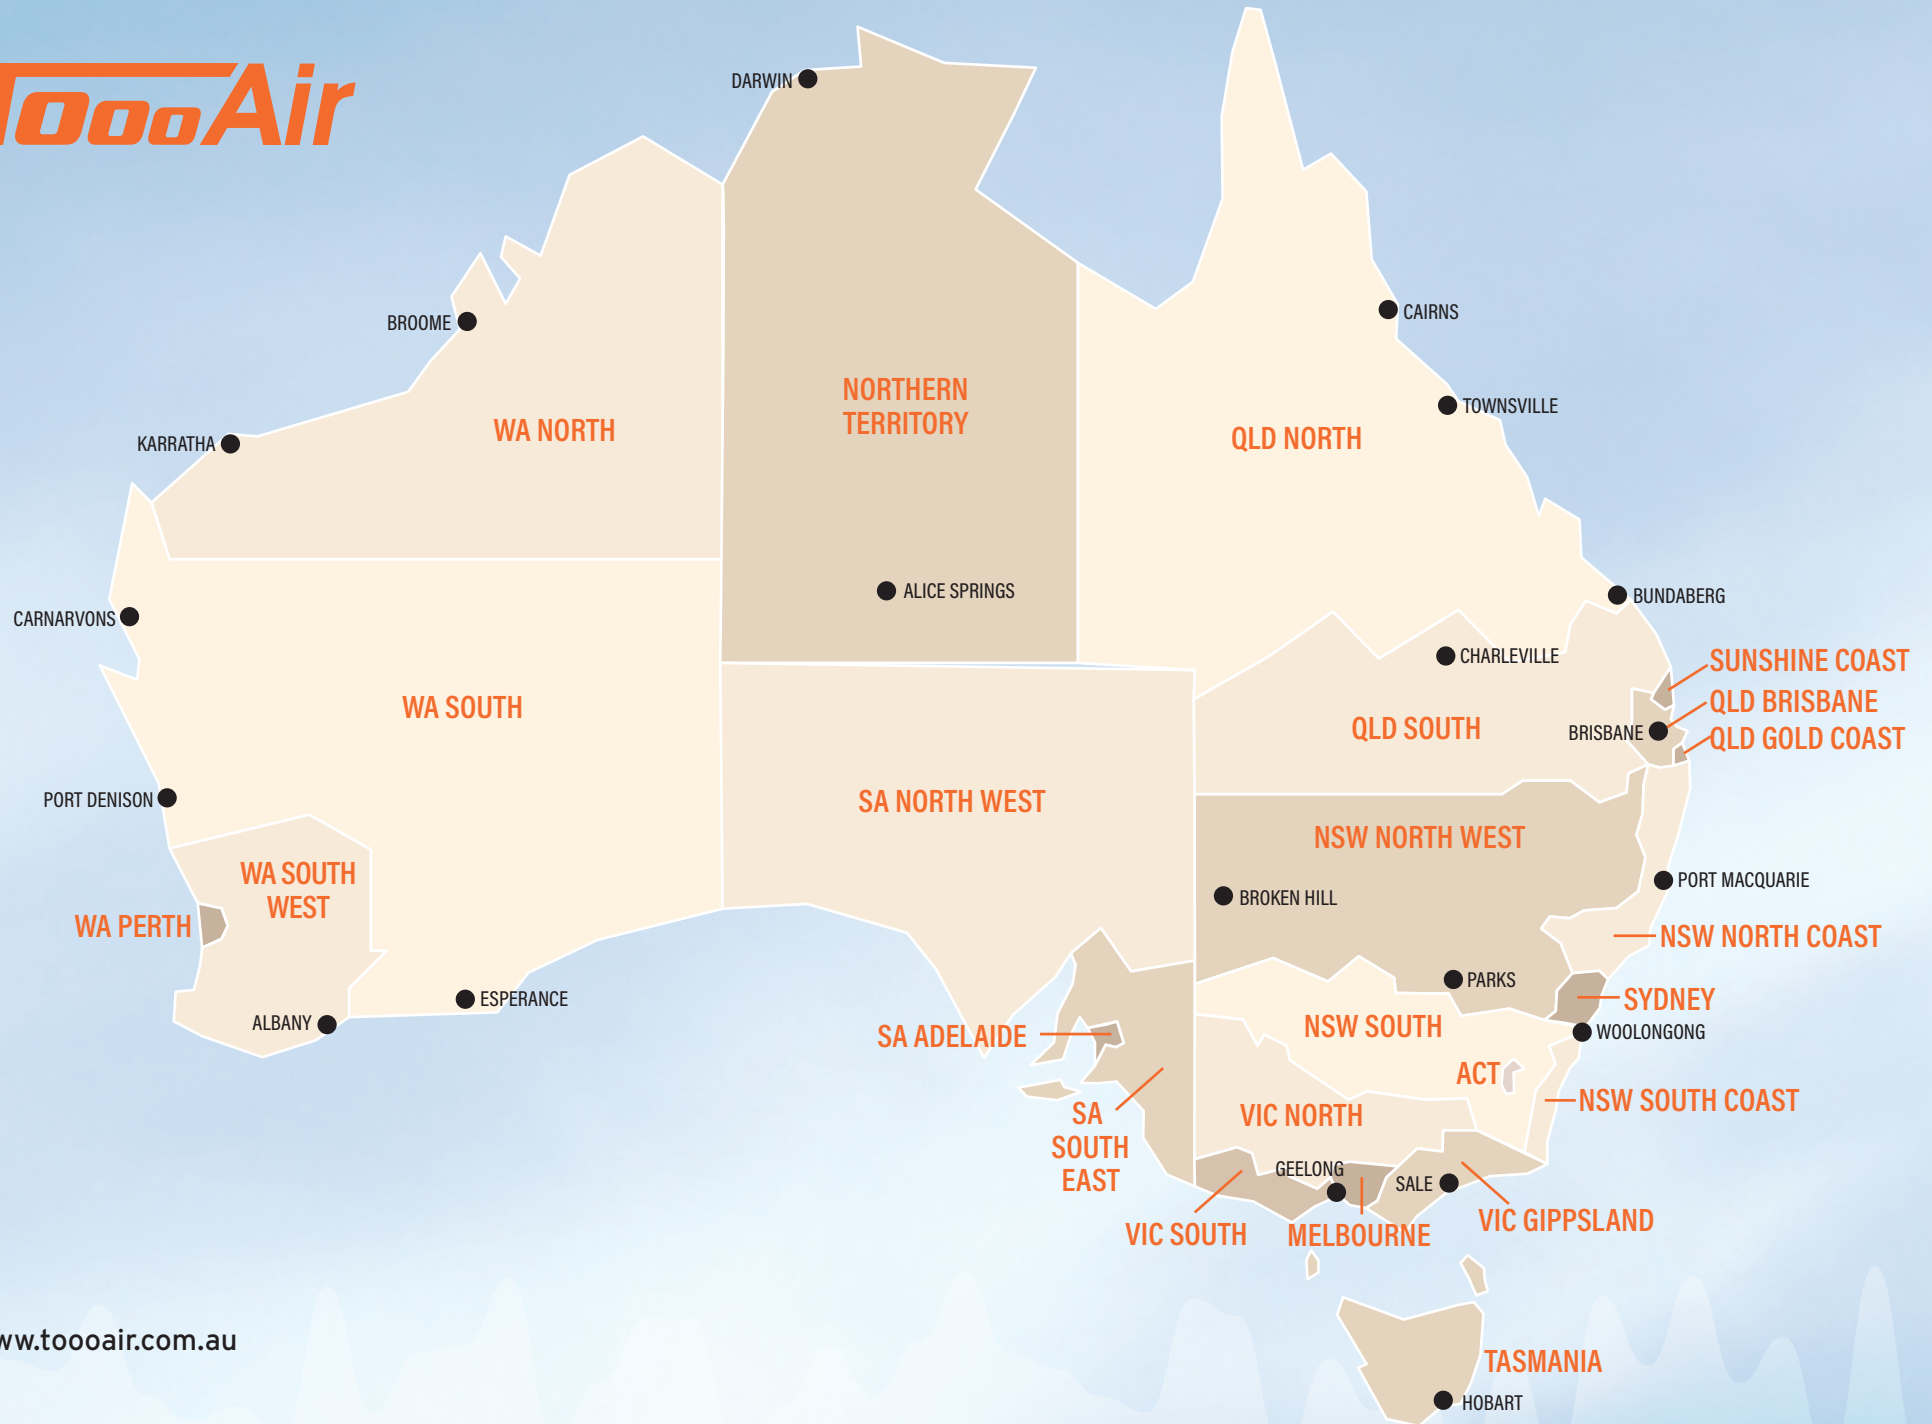 ToooAir
DARWIN
BROOME
CAIRNS
NORTHERN
TERRITORY
TOWNSVILLE
WA NORTH
QLD NORTH
KARRATHA
ALICE SPRINGS
BUNDABERG
CARNARVONS
CHARLEVILLE
SUNSHINE COAST
QLD BRISBANE
WA SOUTH
QLD SOUTH
BRISBANE
QLD GOLD COAST
PORT DENISON
SA NORTH WEST
NSW NORTH WEST
WA SOUTH
WEST
PORT MACQUARIE
BROKEN HILL
WA PERTH
NSW NORTH COAST
PARKS
ESPERANCE
SYDNEY
ALBANY
SA ADELAIDE
NSW SOUTH
WOOLONGONG
ACT
NSW SOUTH COAST
SA
SOUTH
EAST
VIC NORTH
GEELONG
SALE
VIC SOUTH
MELBOURNE
VIC GIPPSLAND
ww.toooair.com.au
TASMANIA
HOBART